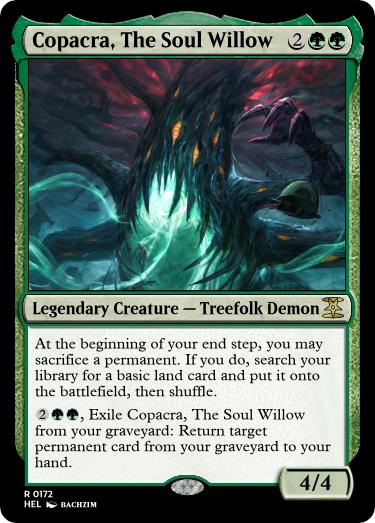 Copacra, The Soul Willow 2
Legendary Creature — Treefolk Demon
At the beginning of your end step, you may
sacrifice a permanent. If you do, search your
library for a basic land card and put it onto
the battlefield, then shuffle.
2, Exile Copacra, The Soul Willow
from your graveyard: Return target
permanent card from your graveyard to your
hand.
4/4
R 0172
HEL BACHZIM